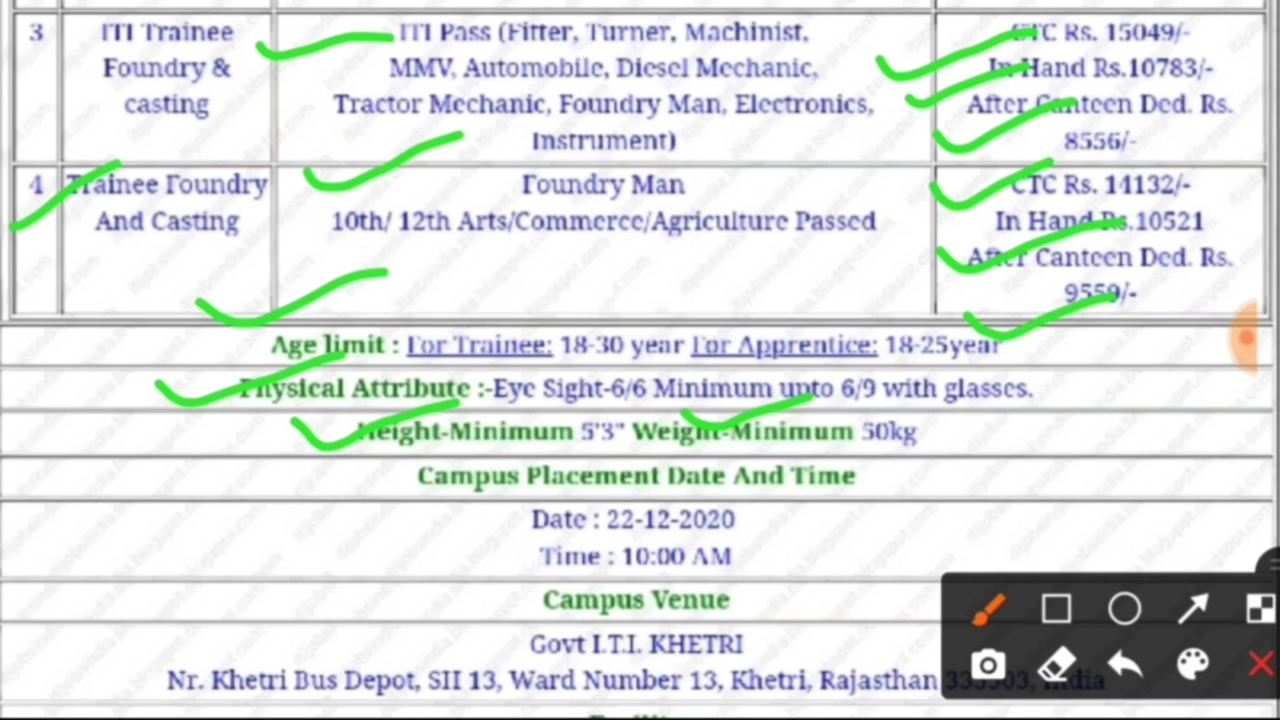 3
ITI Trainee
Foundry &
casting
ITI Pass (Fitter, Turner, Machinist,
MMV, Automobile, Diesel Mechanic,
Tractor Mechanic, Foundry Man, Electronics,
Instrument)
CTC Rs. 15049/-
In Hand Rs.10783/-
After Canteen Ded. Rs.
8556/-
4
Trainee Foundry
And Casting
Foundry Man
10th/ 12th Arts/Commerce/Agriculture Passed
CTC Rs. 14132/-
In Hand Rs.10521
After Canteen Ded. Rs.
9559/-
Age limit : For Trainee: 18-30 year For Apprentice: 18-25year
Physical Attribute :-Eye Sight-6/6 Minimum upto 6/9 with glasses.
Height-Minimum 5'3" Weight-Minimum 50kg
Campus Placement Date And Time
Date : 22-12-2020
Time : 10:00 AM
Campus Venue
Govt I.T.I. KHETRI
Nr. Khetri Bus Depot, SH 13, Ward Number 13, Khetri, Rajasthan 333503, India